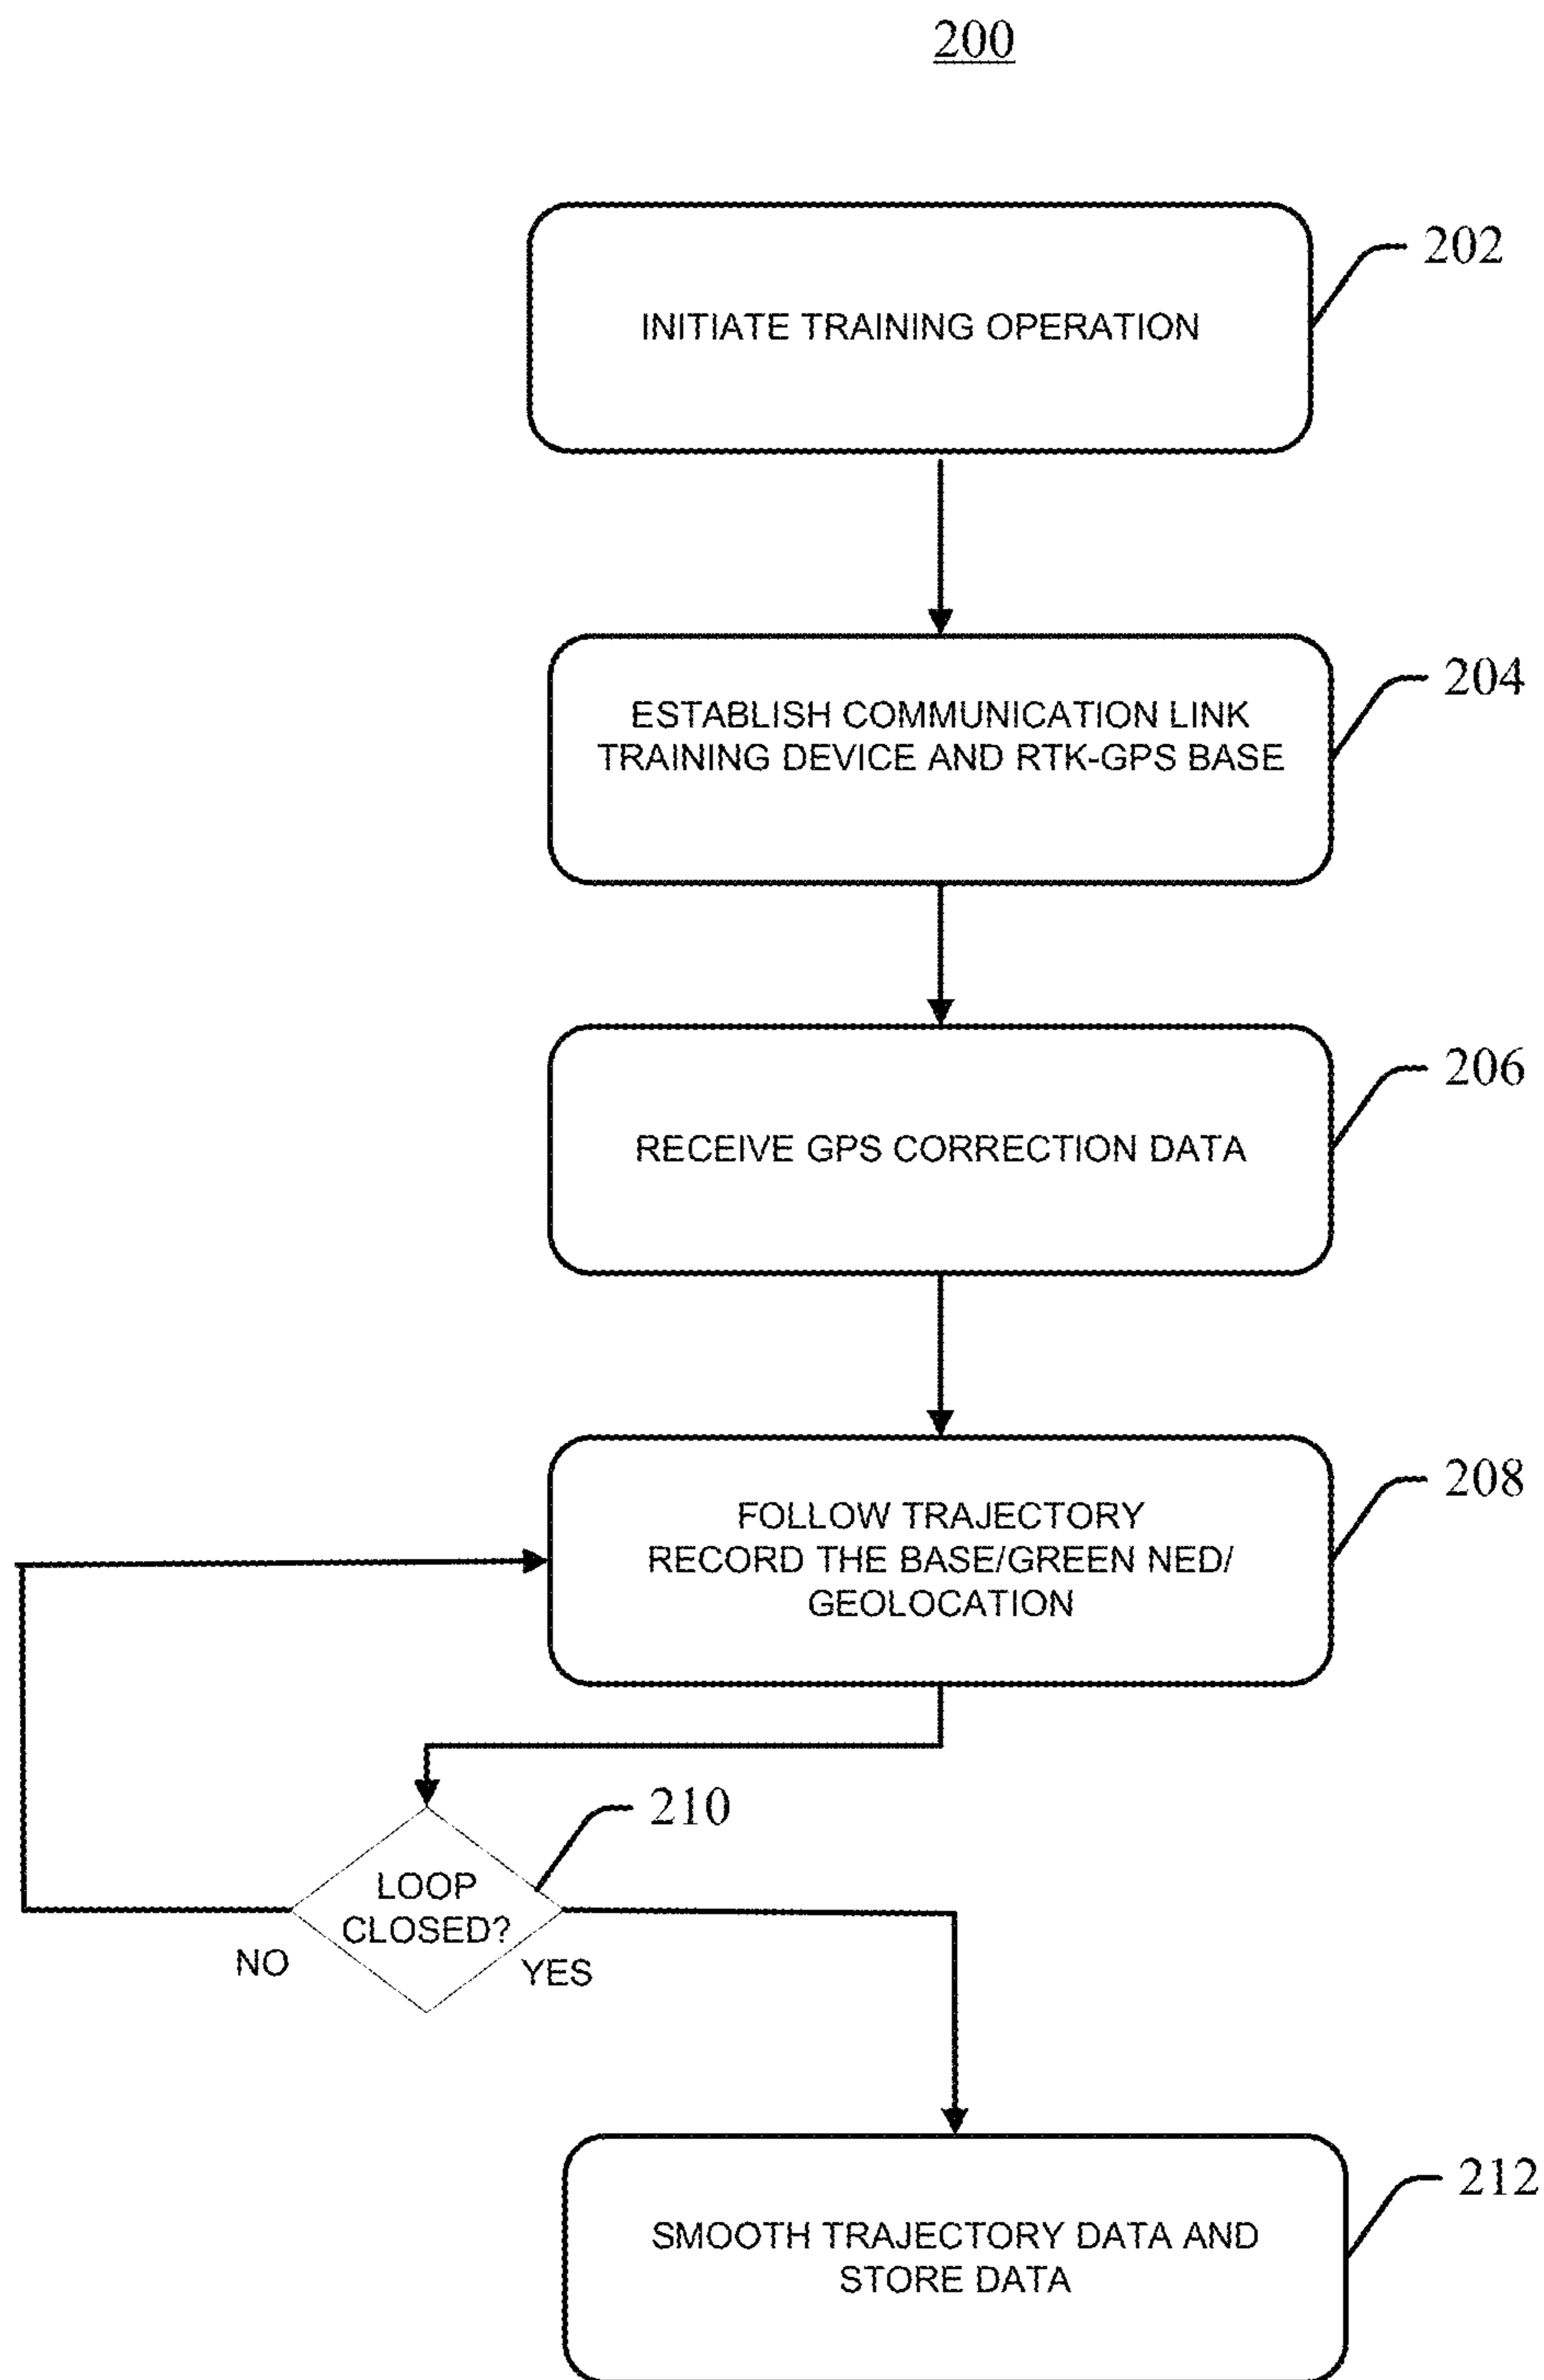 200
202
INITIATE TRAINING OPERATION
204
ESTABLISH COMMUNICATION LINK
TRAINING DEVICE AND RTK-GPS BASE
206
RECEIVE GPS CORRECTION DATA
208
FOLLOW TRAJECTORY
RECORD THE BASE/GREEN NED/
GEOLOCATION
210
LOOP
CLOSED?
NO
YES
212
SMOOTH TRAJECTORY DATA AND
STORE DATA